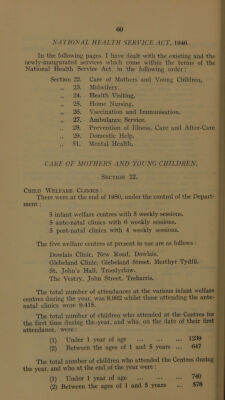 60
NATIONAL HEALTH SERVICE ACT, 1946.
In the following pages, I have dealt with the existing and the
newly-inaugurated services which come within the terms of the
National Health Service Act, in the following order:
Section 22. Care of Mothers and Young Children.
„ 23. Midwifery.
„ 24. Health Visiting.
„ 25. Home Nursing.
„ 26. Vaccination and Immunisation.
„ 27. Ambulance Service.
„ 28. Prevention of Illness, Care and After-Care
„ 29. Domestic Help.
„ 51. Mental Health.
CARE OF MOTHERS AND YOUNG CHILDREN.
SECTION 22.
CHILD WELFARE CLINICS:
There were at the end of 1950, under the control of the Depart-
ment:
5 infant welfare centres with 8 weekly sessions.
5 ante-natal clinics with 6 weekly sessions.
5 post-natal clinics with 4 weekly sessions.
The five welfare centres at present in use are as follows:
Dowlais Clinic, New Road, Dowlais.
Glebeland Clinic, Glebeland Street, Merthyr Tydfil.
St. John's Hall, Troedyrhiw.
The Vestry, John Street, Treharris.
The total number of attendances at the various infant welfare
centres during the year, was 8,962 whilst those attending the ante-
natal clinics were 9,418.
The total number of children who attended at the Centres for
the first time during the year, and who, on the date of their first
attendance, were:
(1) Under 1 year of age ... ... ... 1239
(2) Between the ages of 1 and 5 years .. 647
The total number of children who attended the Centres during
the year, and who at the end of the year were:
(1) Under 1 year of age ... ... ... 740
(2) Between the ages of 1 and 5 years ... 578